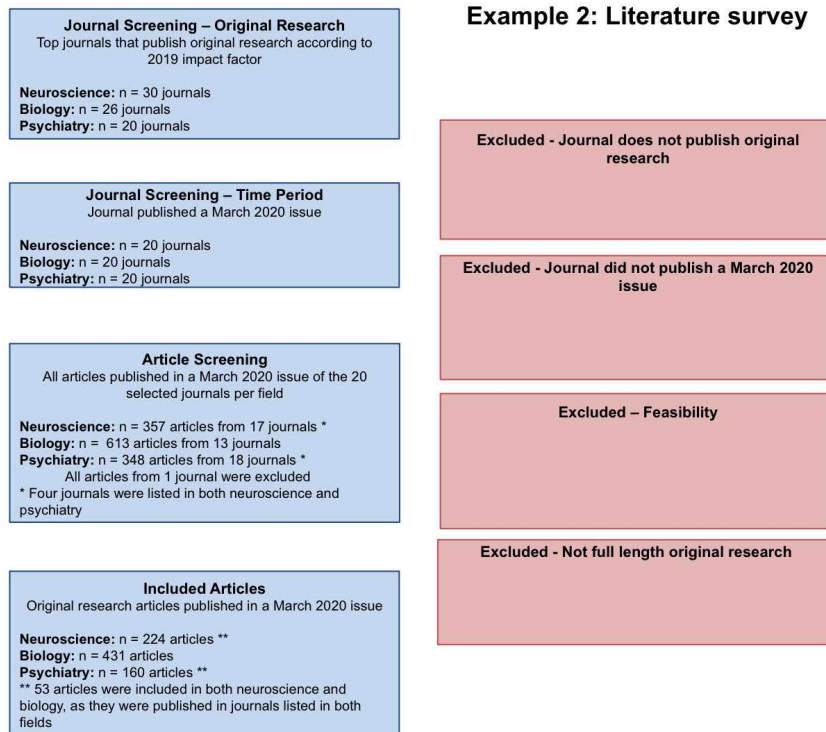 Example 2: Literature survey
Journal Screening – Original Research
Top journals that publish original research according to
2019 impact factor
Neuroscience: n = 30 journals
Biology: n = 26 journals
Psychiatry: n = 20 journals
Journal Screening – Time Period
Journal published a March 2020 issue
Neuroscience: n = 20 journals
Biology: n = 20 journals
Psychiatry: n = 20 journals
Article Screening
All articles published in a March 2020 issue of the 20
selected journals per field
Neuroscience: n = 357 articles from 17 journals *
Biology: n = 613 articles from 13 journals
Psychiatry: n = 348 articles from 18 journals *
All articles from 1 journal were excluded
* Four journals were listed in both neuroscience and
psychiatry
Included Articles
Original research articles published in a March 2020 issue
Neuroscience: n = 224 articles **
Biology: n = 431 articles
Psychiatry: n = 160 articles **
** 53 articles were included in both neuroscience and
biology, as they were published in journals listed in both
fields
Excluded - Journal does not publish original
research
Excluded - Journal did not publish a March 2020
issue
Excluded – Feasibility
Excluded - Not full length original research